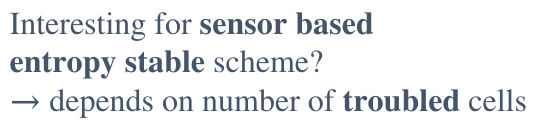 Interesting for sensor based
entropy stable scheme?
→ depends on number of troubled cells